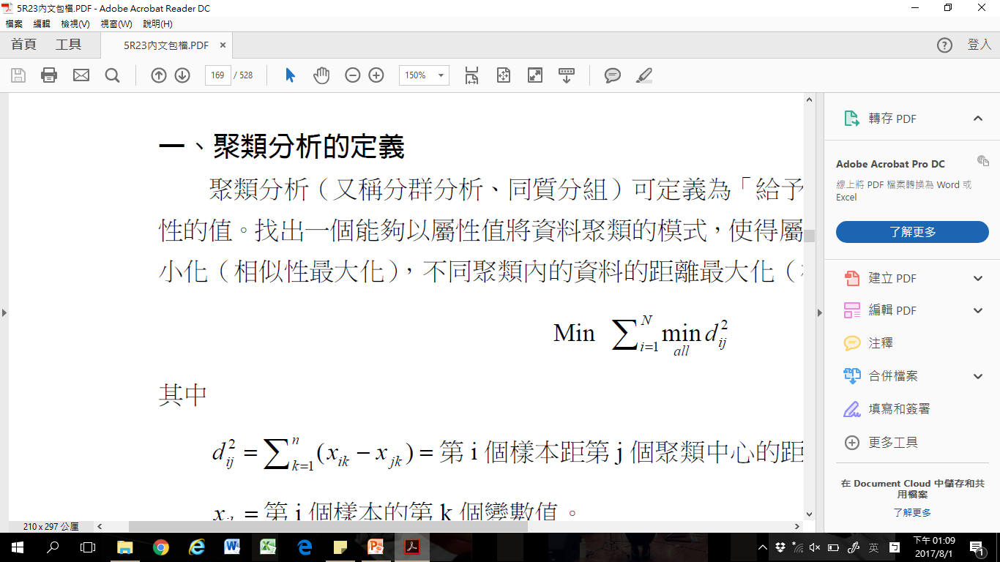 5R23內文包檔.PDF - Adobe Acrobat Reader DC
檔案 編輯 檢視(V) 視窗(W) 說明(H)
首頁 工具 5R23內文包檔.PDF × ? 登入
169 / 528 150%
一、聚類分析的定義
聚類分析（又稱分群分析、同質分組）可定義為「給予
性的值。找出一個能夠以屬性值將資料聚類的模式，使得屬
小化（相似性最大化），不同聚類內的資料的距離最大化（
Min ∑_{i=1}^{N} min_{all} d_{ij}^{2}
其中
d_{ij}^{2} = ∑_{k=1}^{n} (x_{ik} − x_{jk}) = 第 i 個樣本距第 j 個聚類中心的距
= 第 i 個樣本的第 k 個變數值。
210 x 297 公厘
轉存 PDF
Adobe Acrobat Pro DC
線上將 PDF 檔案轉換為 Word 或
Excel
了解更多
建立 PDF
編輯 PDF
注釋
合併檔案
填寫和簽署
更多工具
在 Document Cloud 中儲存和共
用檔案
了解更多
英 下午 01:09
2017/8/1 1